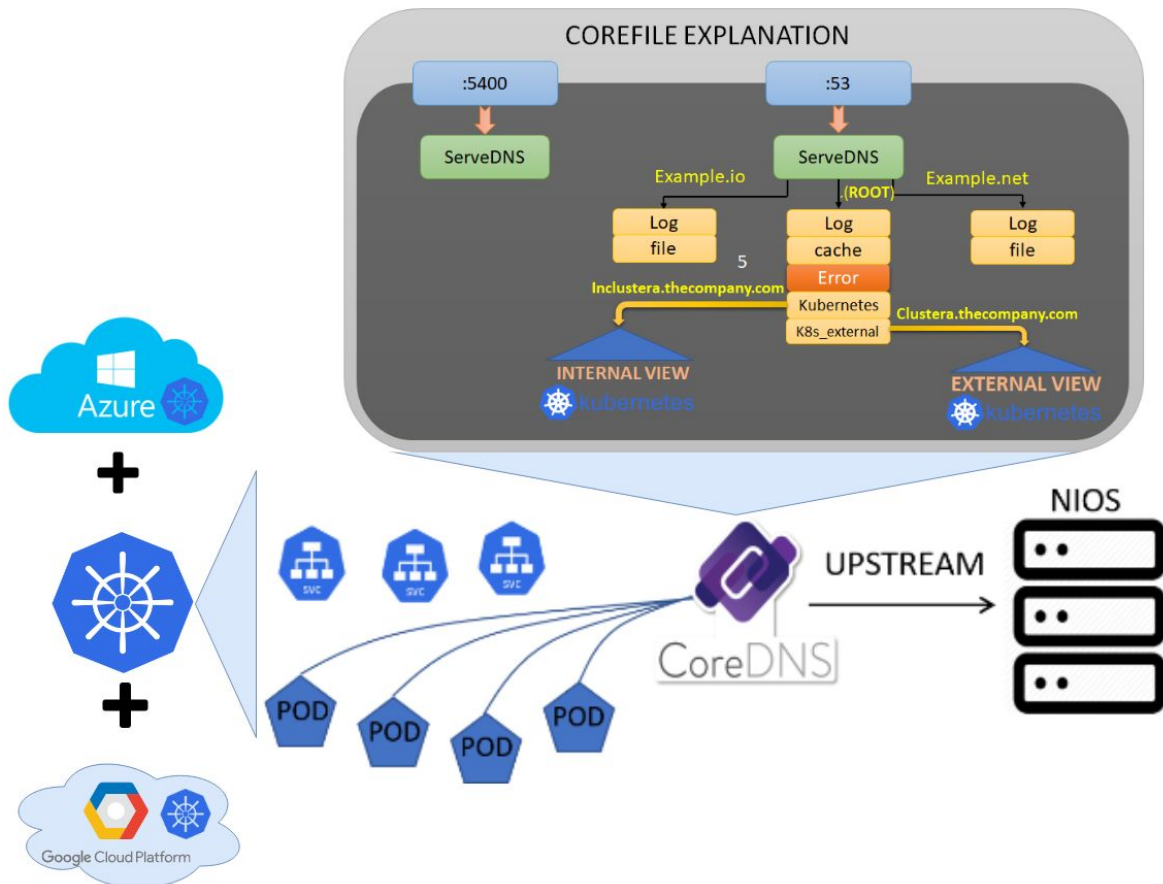 COREFILE EXPLANATION
:5400
:53
ServeDNS
ServeDNS
Example.io
.(ROOT)
Example.net
Log
file
Log
cache
Error
Kubernetes
K8s_external
Log
file
5
Inclustera.thecompany.com
Clustera.thecompany.com
INTERNAL VIEW
kubernetes
EXTERNAL VIEW
kubernetes
Azure
svc
svc
svc
POD
POD
POD
POD
CoreDNS
UPSTREAM
NIOS
Google Cloud Platform